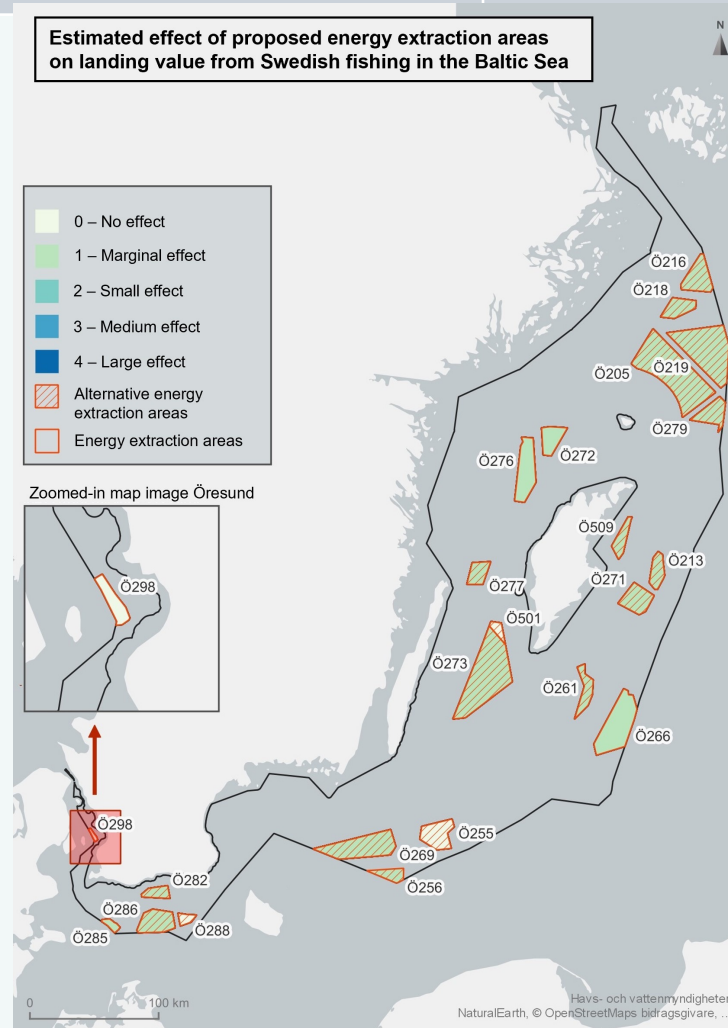 Estimated effect of proposed energy extraction areas
on landing value from Swedish fishing in the Baltic Sea
N
0 – No effect
1 – Marginal effect
2 – Small effect
3 – Medium effect
4 – Large effect
Alternative energy
extraction areas
Energy extraction areas
Zoomed-in map image Öresund
Ö298
Ö216
Ö218
Ö205
Ö219
Ö279
Ö276
Ö272
Ö509
Ö213
Ö271
Ö277
Ö501
Ö273
Ö261
Ö266
Ö298
Ö255
Ö269
Ö256
Ö282
Ö286
Ö285
Ö288
0
100 km
Havs- och vattenmyndigheten
NaturalEarth, © OpenStreetMaps bidragsgivare, ...